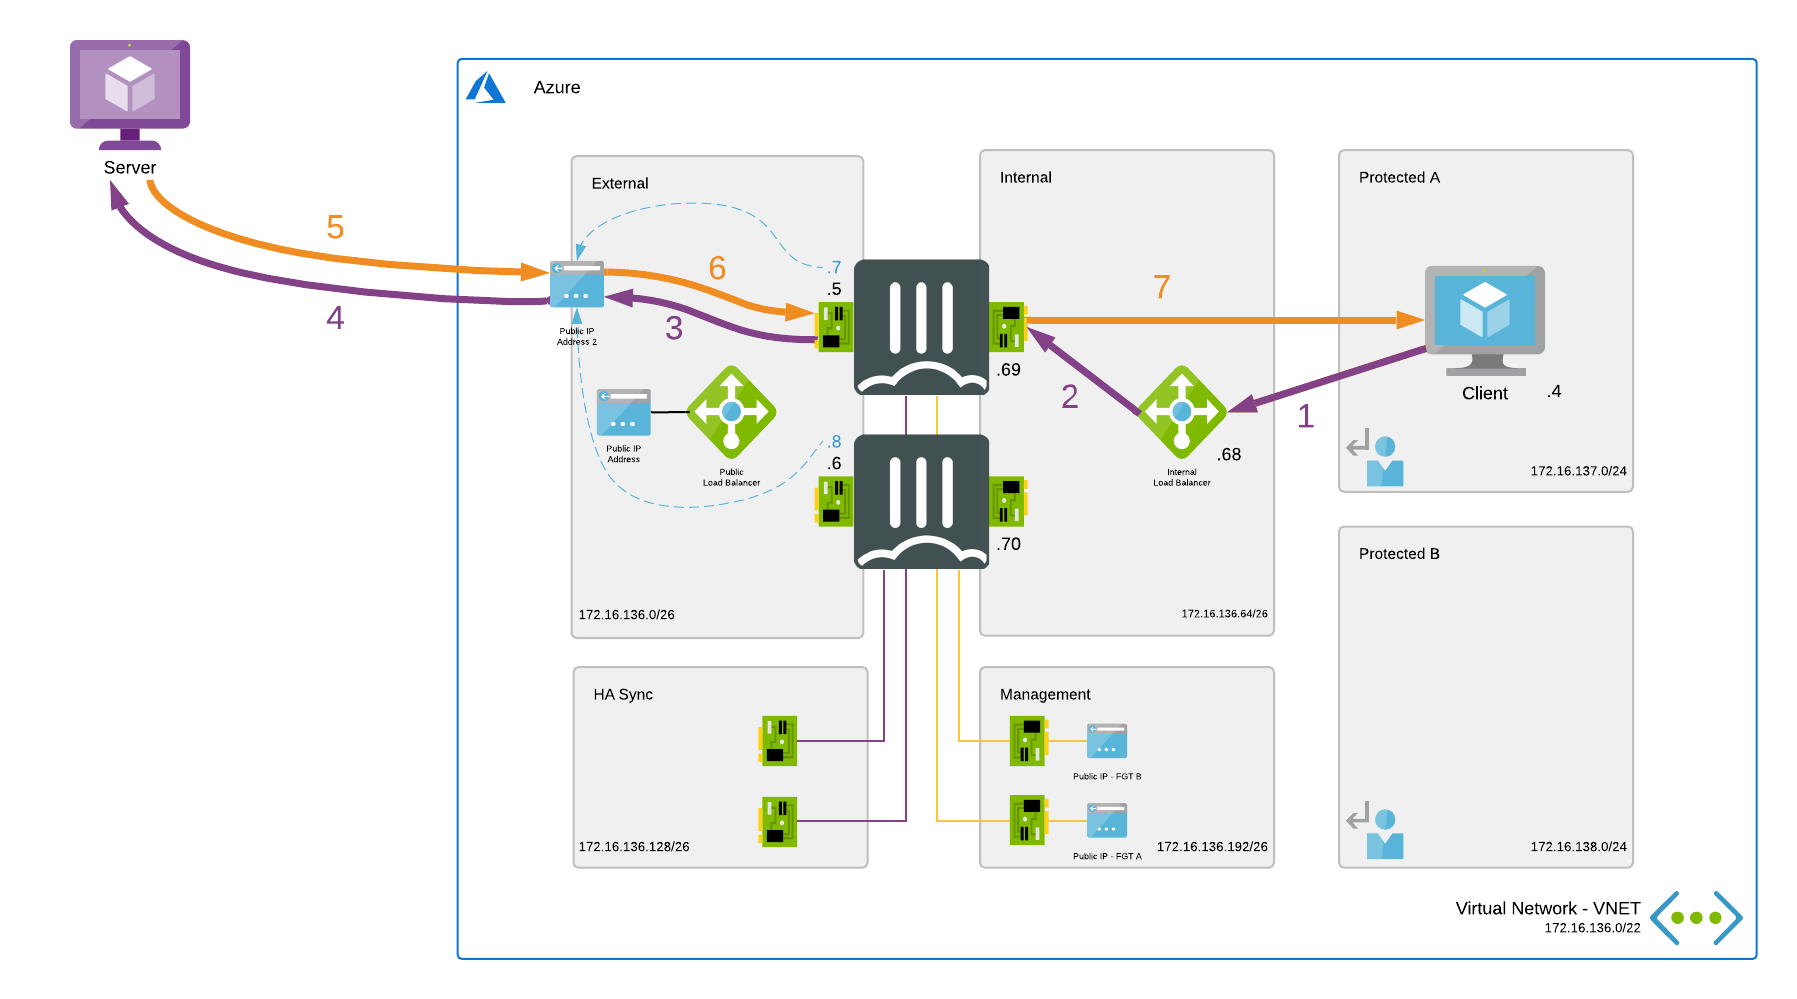 Azure
Server
External
Internal
Protected A
5
4
6
3
.7
.5
7
Public IP
Address 2
.69
2
1
Client
.4
Public IP
Address
Public
Load Balancer
.8
.6
.68
Internal
Load Balancer
172.16.137.0/24
.70
Protected B
172.16.136.0/26
172.16.136.64/26
HA Sync
Management
Public IP - FGT B
172.16.136.128/26
Public IP - FGT A
172.16.136.192/26
172.16.138.0/24
Virtual Network - VNET
172.16.136.0/22